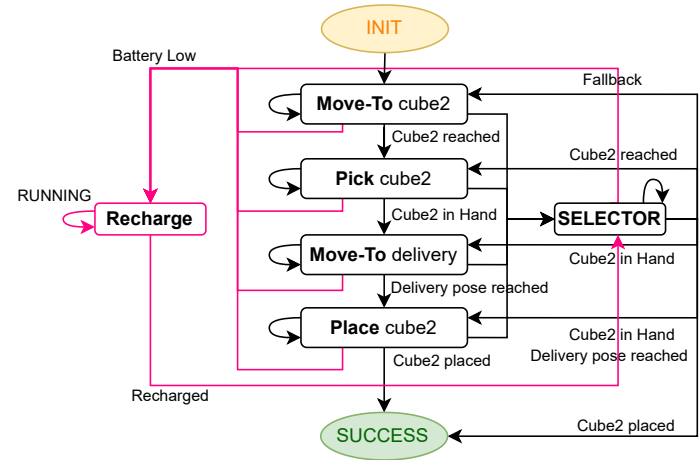 INIT
Battery Low
Fallback
Move-To cube2
Cube2 reached
Cube2 reached
Pick cube2
RUNNING
Recharge
Cube2 in Hand
SELECTOR
Move-To delivery
Cube2 in Hand
Delivery pose reached
Place cube2
Cube2 in Hand
Delivery pose reached
Cube2 placed
Recharged
Cube2 placed
SUCCESS